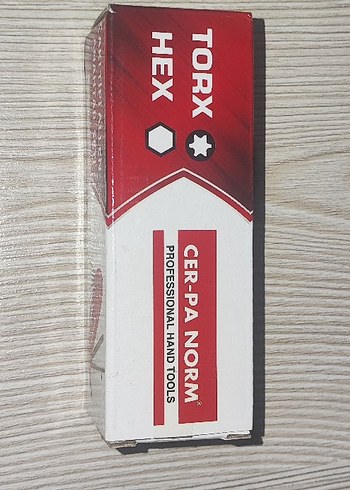 TORX
HEX
CER-PA NORM®
PROFESSIONAL HAND TOOLS